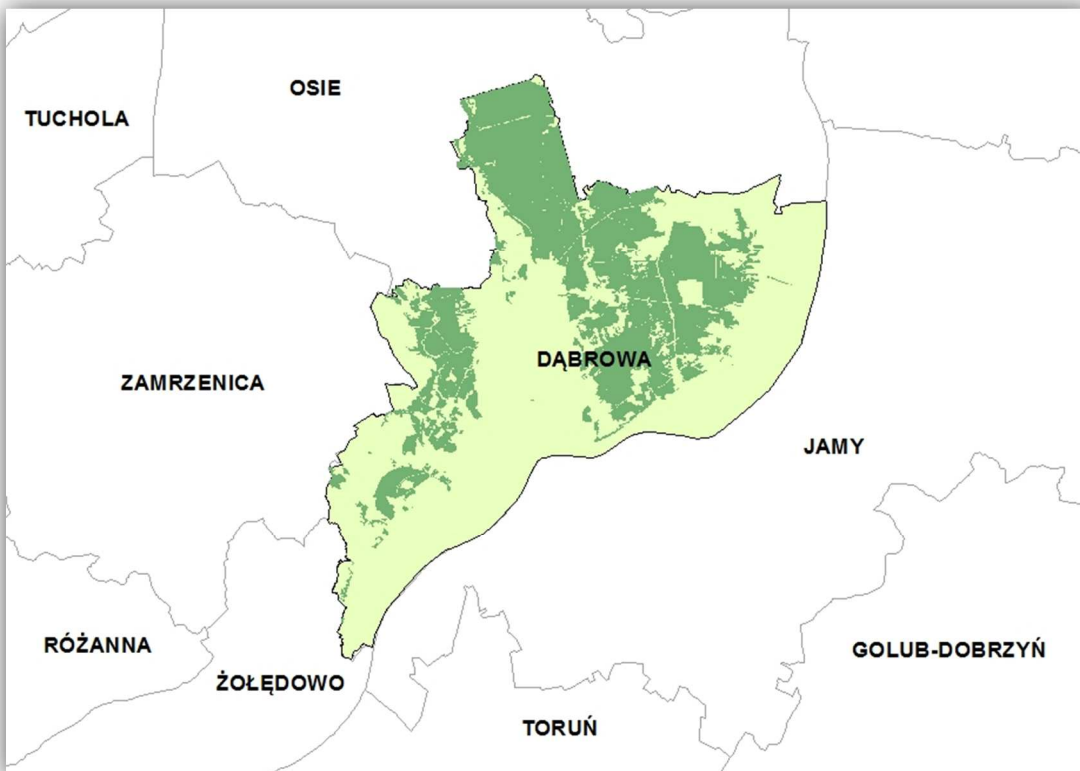 OSIE
TUCHOLA
DĄBROWA
ZAMRZENICA
JAMY
RÓŻANNA
GOLUB-DOBRZYŃ
ŻOŁĘDOWO
TORUŃ